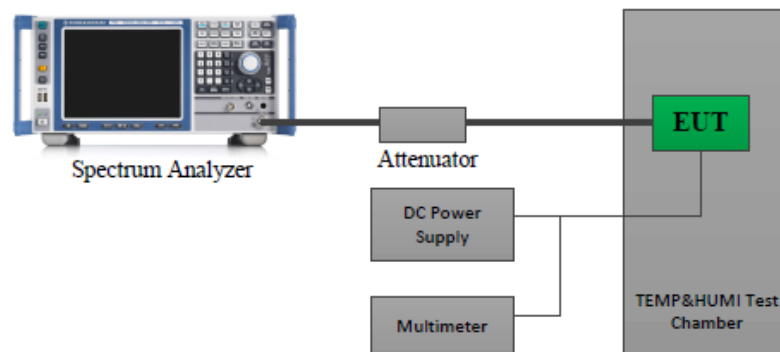 EUT
Spectrum Analyzer
Attenuator
DC Power
Supply
Multimeter
TEMP&HUMI Test
Chamber